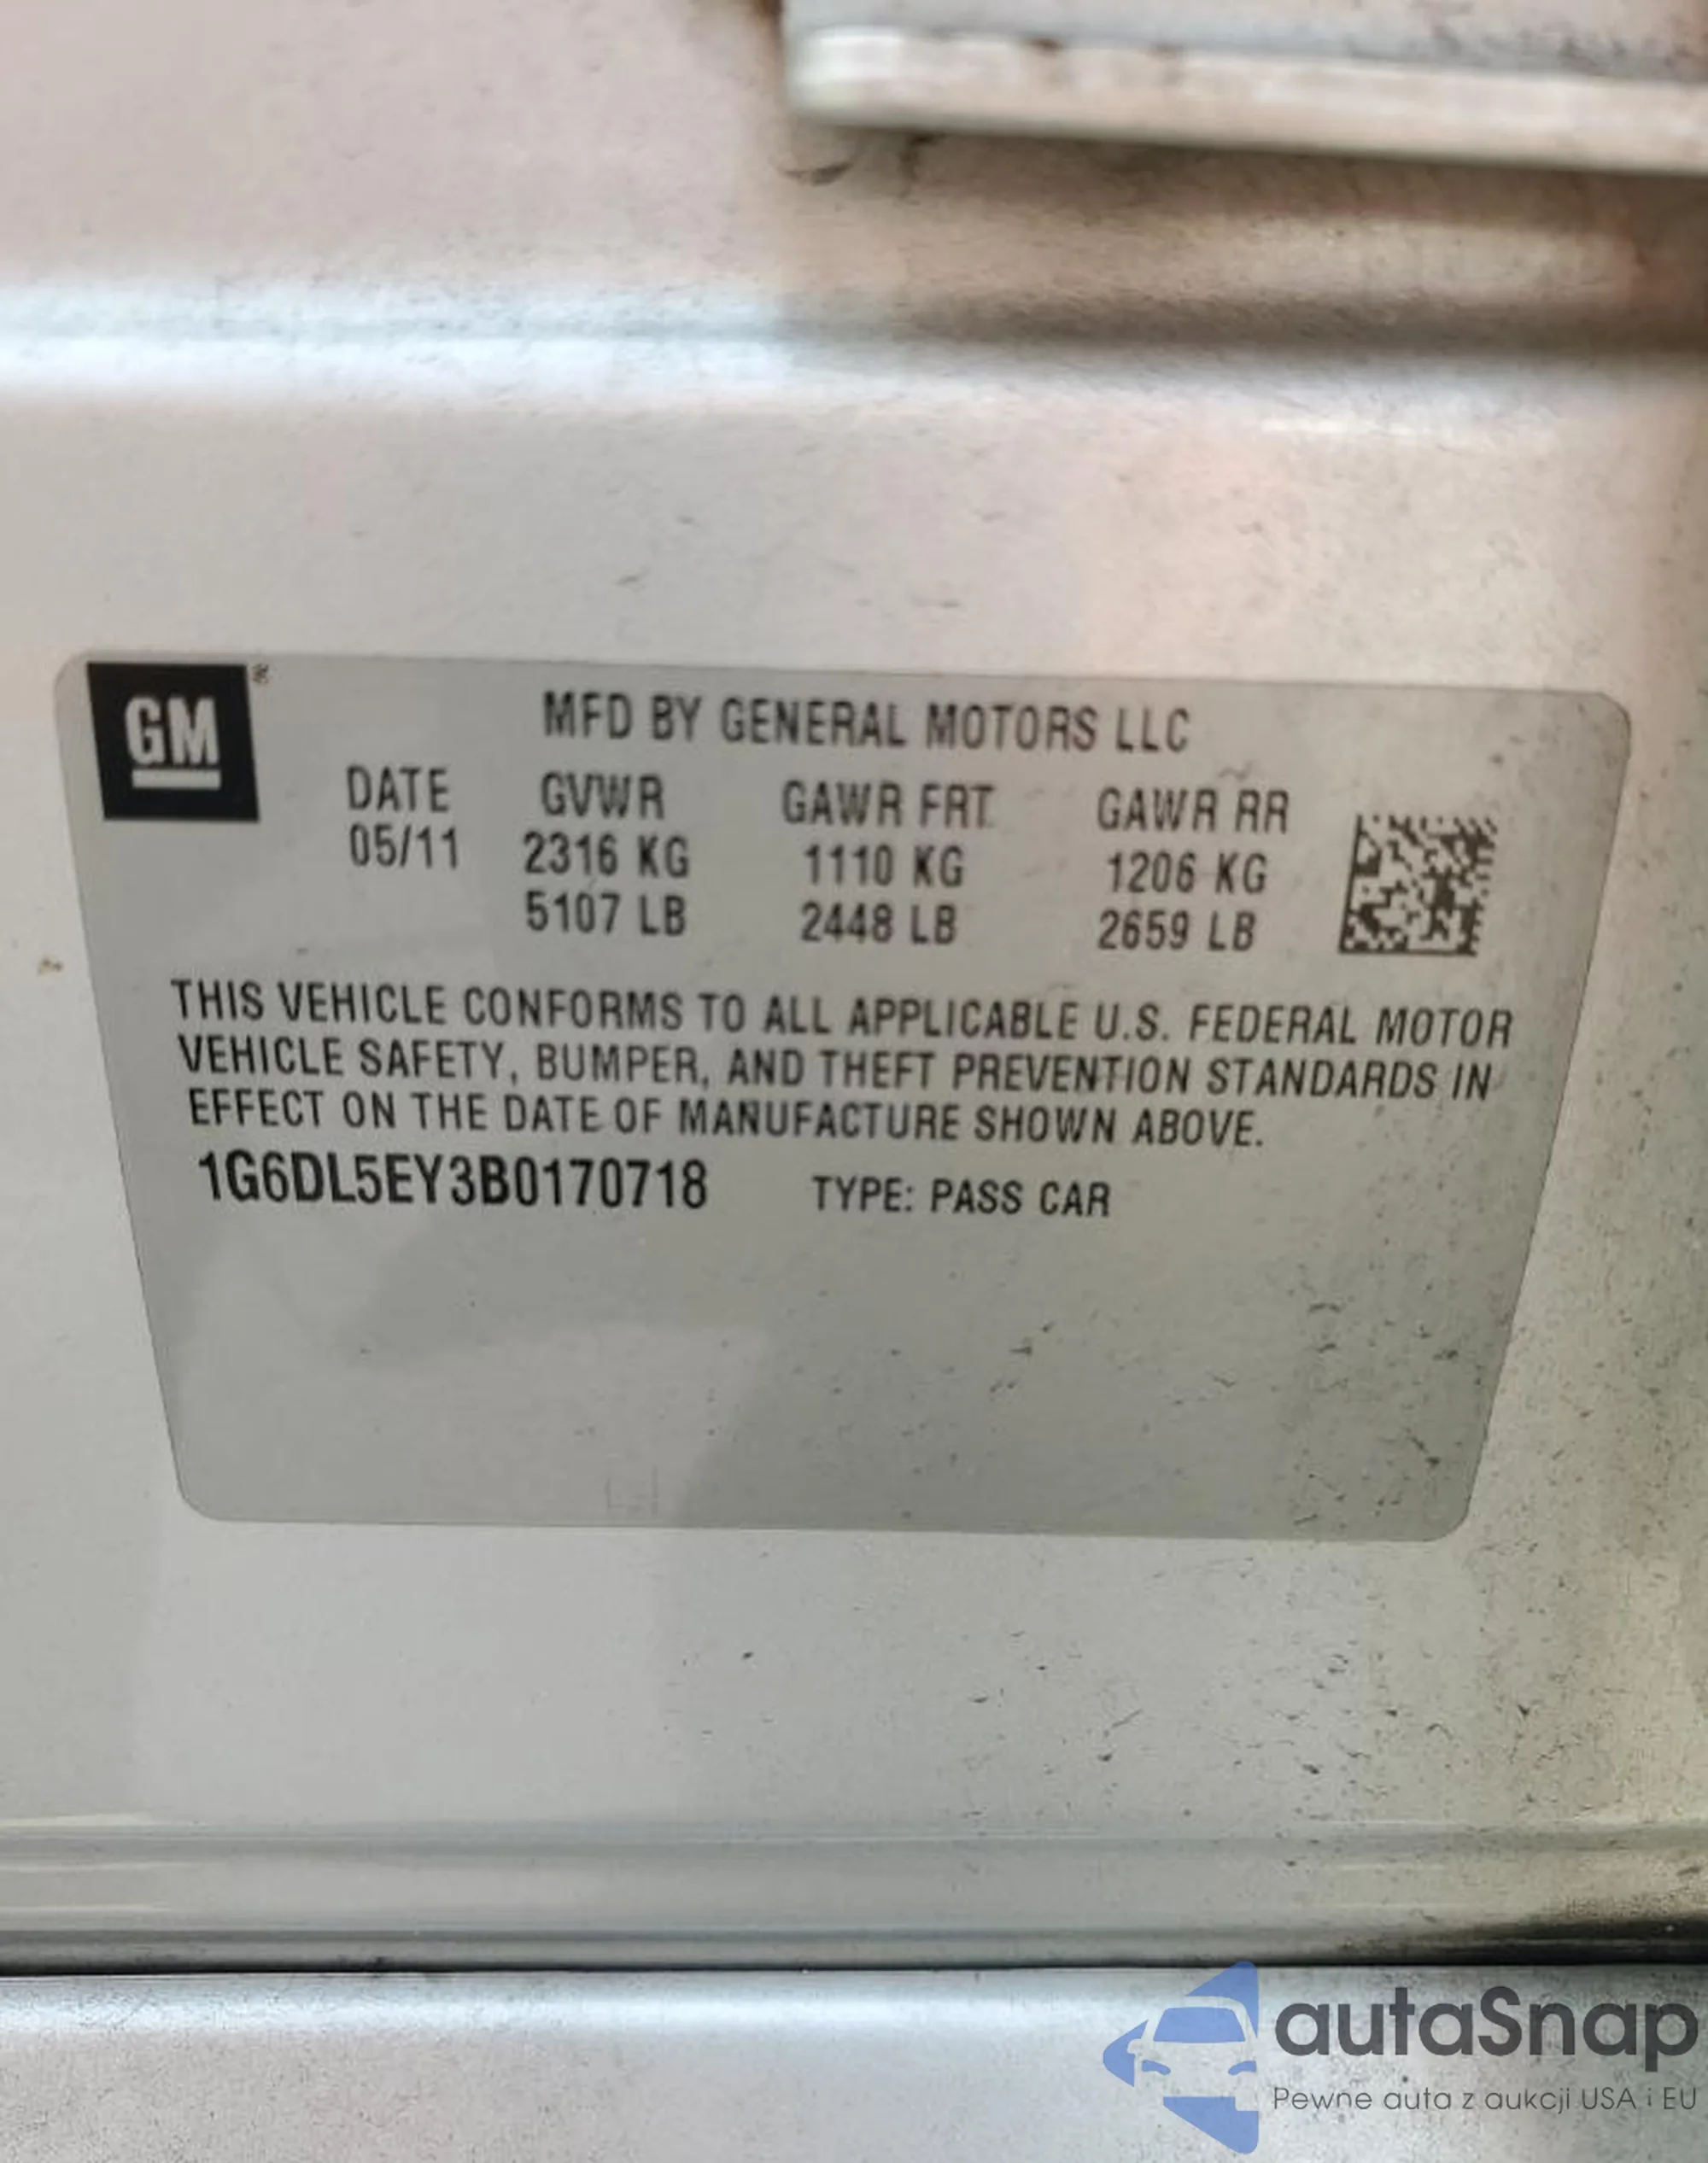 GM
MFD BY GENERAL MOTORS LLC
DATE GVWR GAWR FRT GAWR RR
05/11 2316 KG 1110 KG 1206 KG
5107 LB 2448 LB 2659 LB
THIS VEHICLE CONFORMS TO ALL APPLICABLE U.S. FEDERAL MOTOR
VEHICLE SAFETY, BUMPER, AND THEFT PREVENTION STANDARDS IN
EFFECT ON THE DATE OF MANUFACTURE SHOWN ABOVE.
1G6DL5EY3B0170718 TYPE: PASS CAR
autaSnap
Pewne auta z aukcji USA i EU